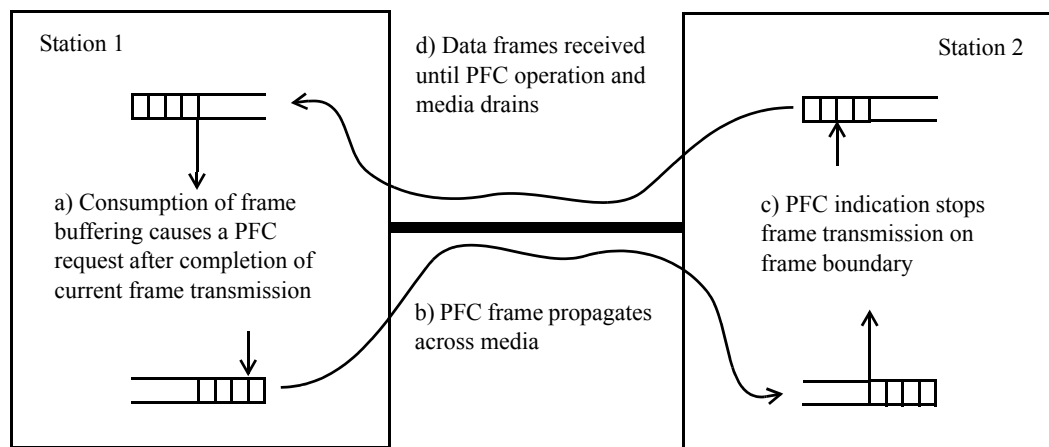 Station 1
d) Data frames received
until PFC operation and
media drains
Station 2
a) Consumption of frame
buffering causes a PFC
request after completion of
current frame transmission
c) PFC indication stops
frame transmission on
frame boundary
b) PFC frame propagates
across media